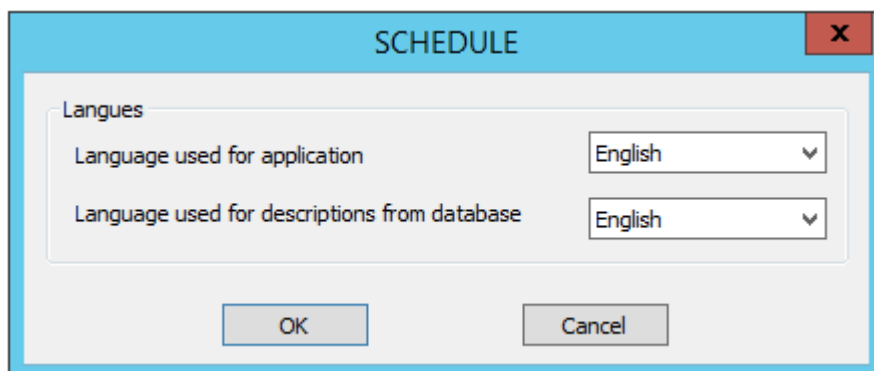 SCHEDULE
x
Langues
Language used for application
English
Language used for descriptions from database
English
OK
Cancel